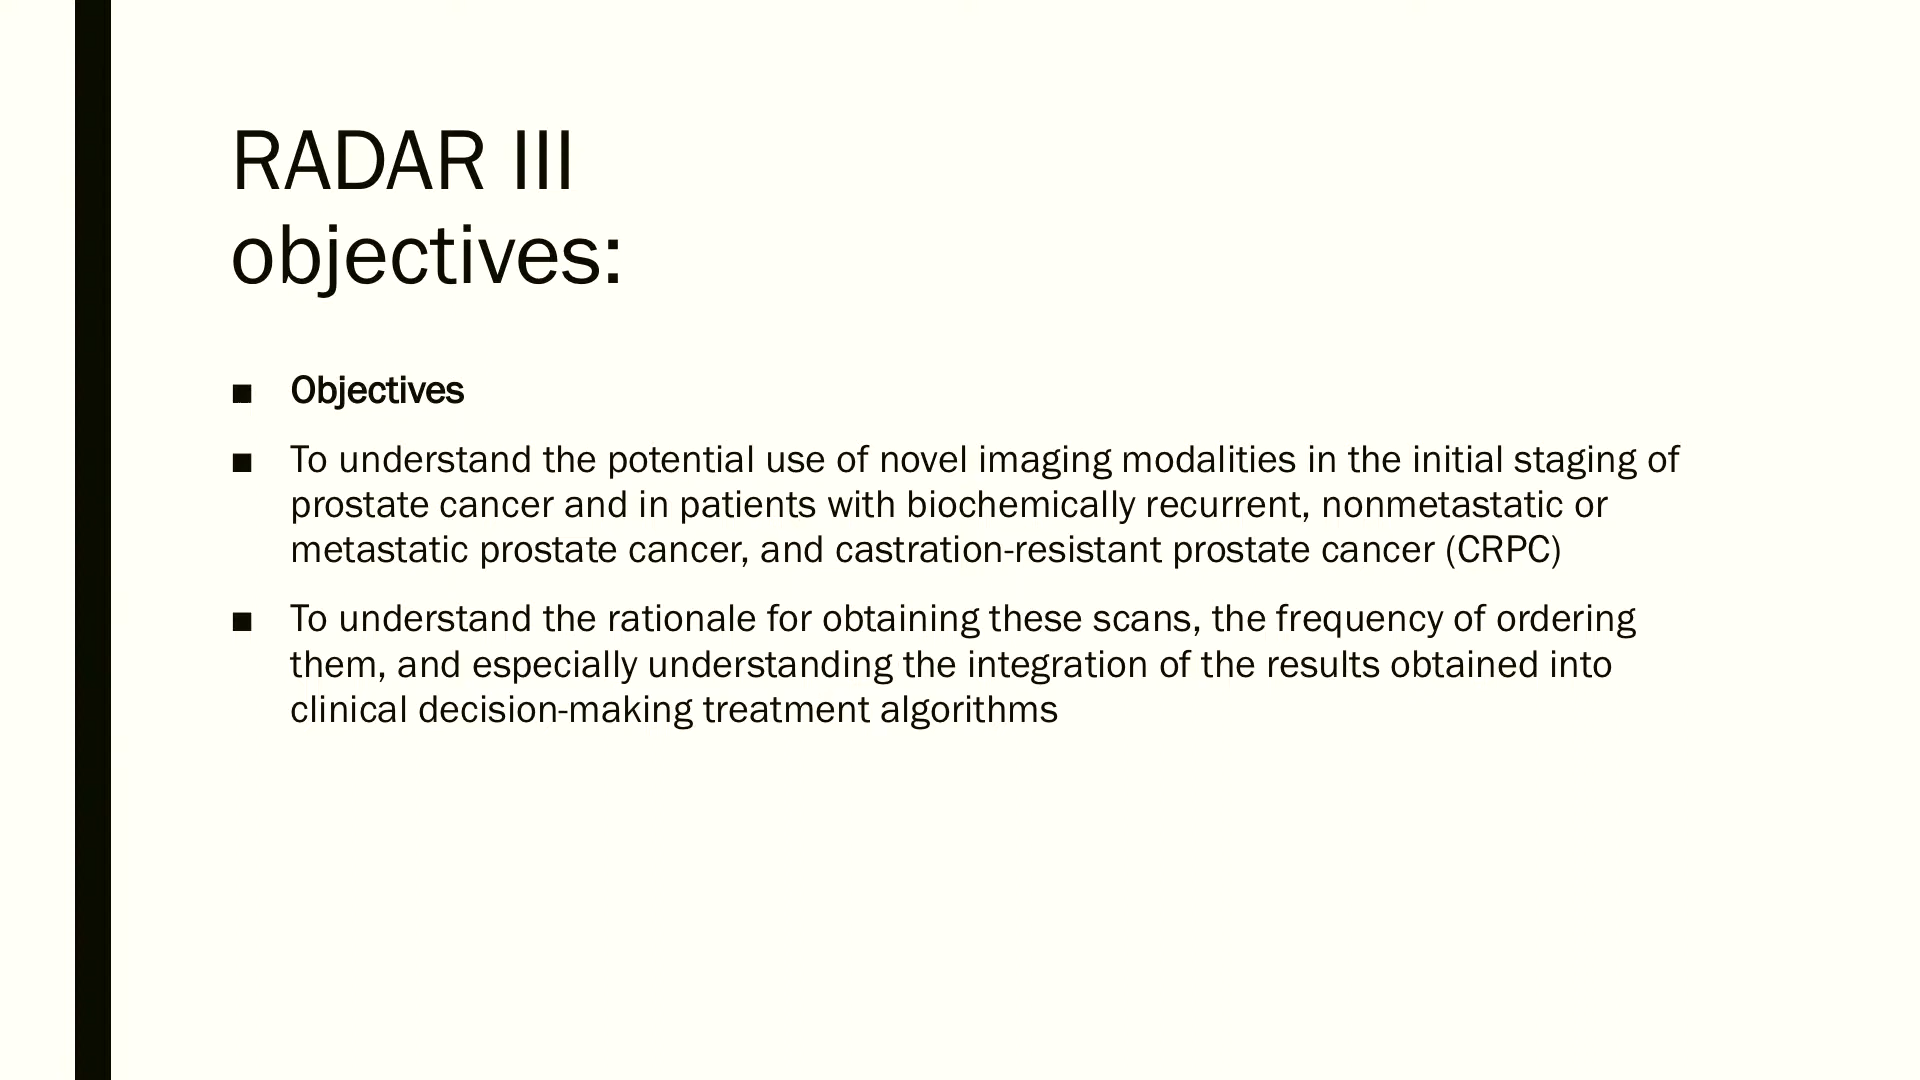 RADAR III
objectives:
■ Objectives
■ To understand the potential use of novel imaging modalities in the initial staging of
prostate cancer and in patients with biochemically recurrent, nonmetastatic or
metastatic prostate cancer, and castration-resistant prostate cancer (CRPC)
■ To understand the rationale for obtaining these scans, the frequency of ordering
them, and especially understanding the integration of the results obtained into
clinical decision-making treatment algorithms